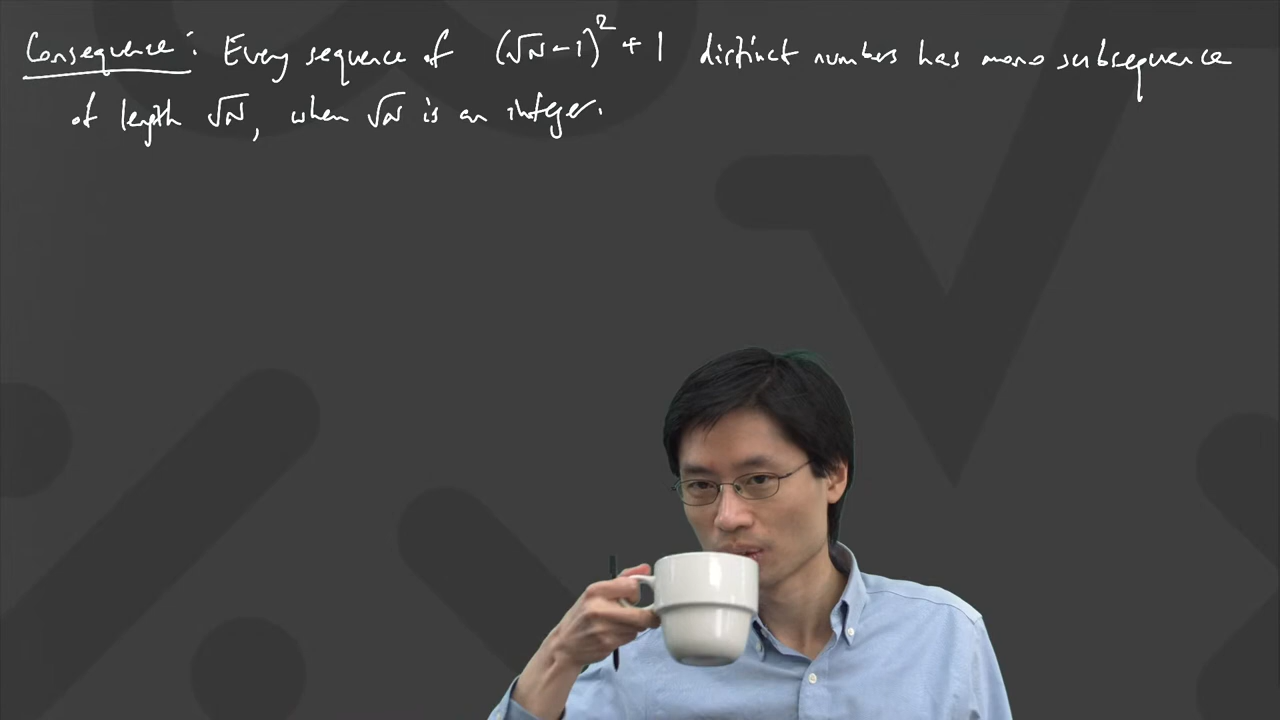 Consequence: Every sequence of (√N-1)² + 1 distinct numbers has mono subsequence
of length √N, when √N is an integer.